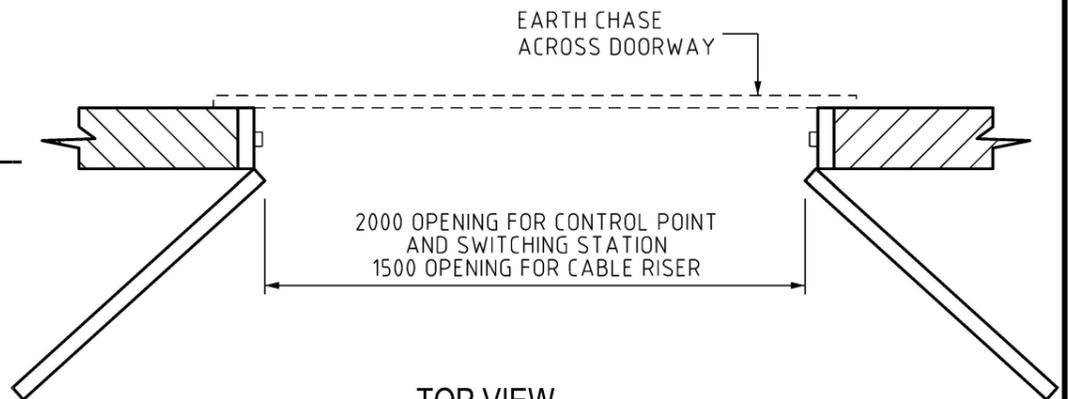 EARTH CHASE
ACROSS DOORWAY
2000 OPENING FOR CONTROL POINT
AND SWITCHING STATION
1500 OPENING FOR CABLE RISER
TOP VIEW